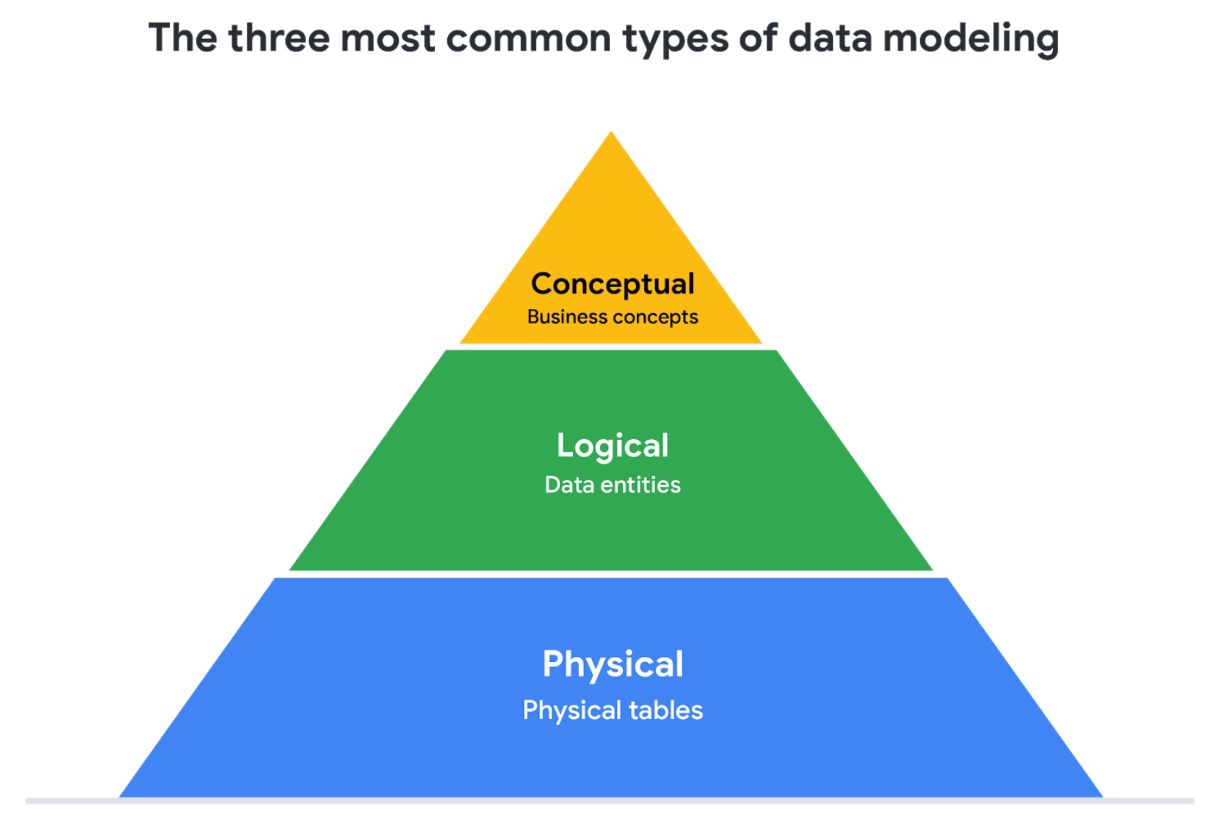 The three most common types of data modeling
Conceptual
Business concepts
Logical
Data entities
Physical
Physical tables